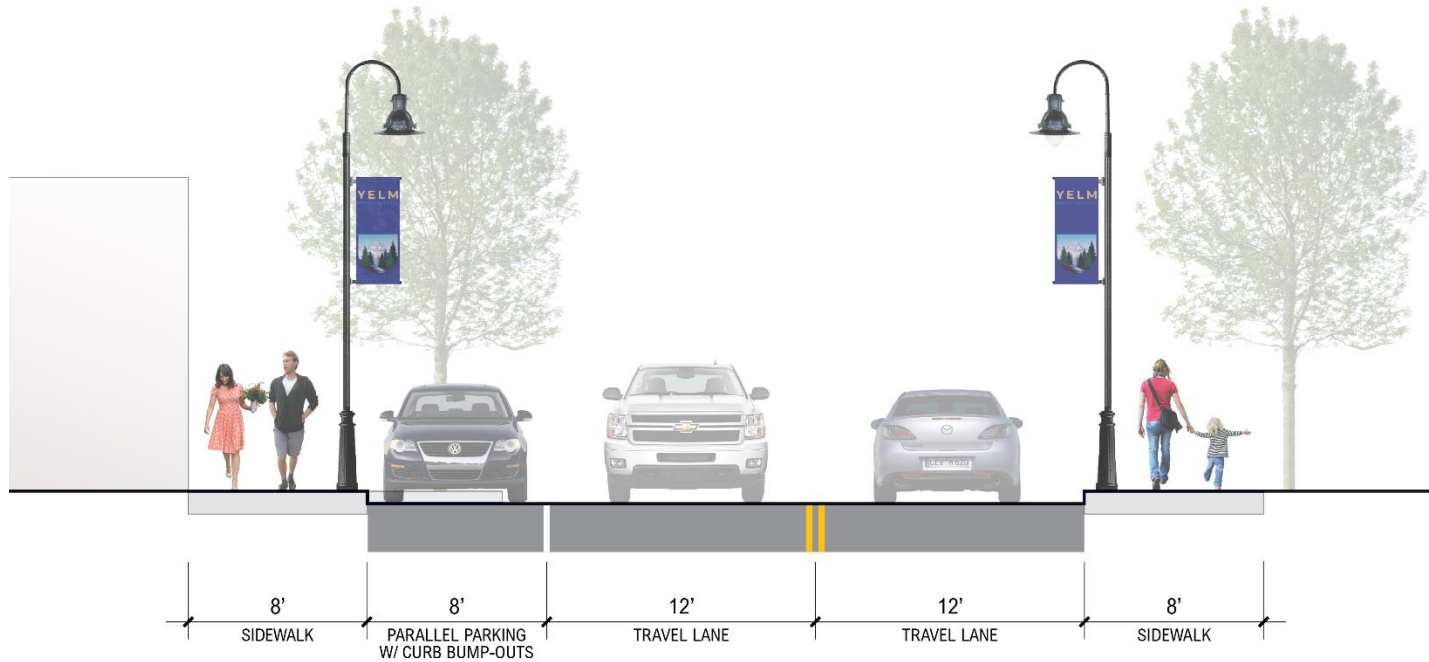 YELM
YELM
8’
SIDEWALK
8’
PARALLEL PARKING
W/ CURB BUMP-OUTS
12’
TRAVEL LANE
12’
TRAVEL LANE
8’
SIDEWALK